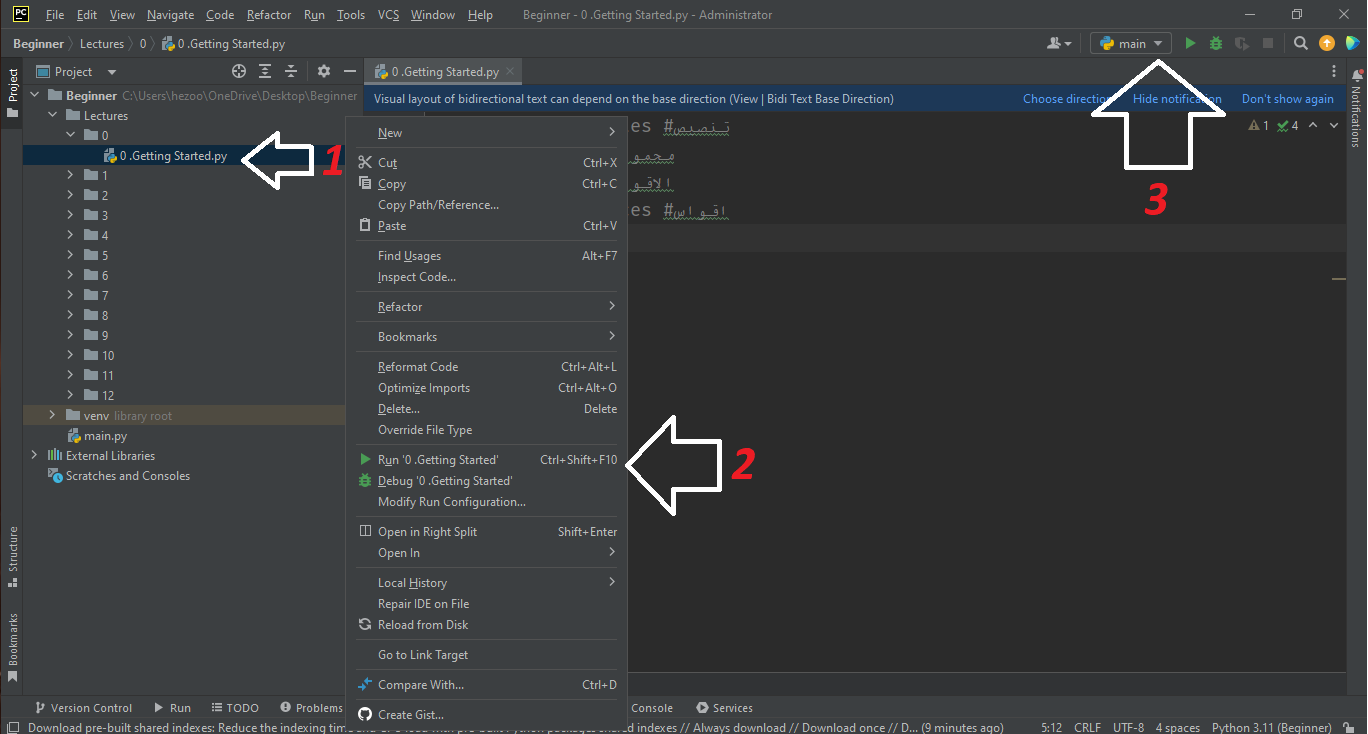 PC File Edit View Navigate Code Refactor Run Tools VCS Window Help Beginner - 0 .Getting Started.py - Administrator
Beginner Lectures 0 0 .Getting Started.py main
Project 0 .Getting Started.py
Project
Beginner C:\Users\hezoo\OneDrive\Desktop\Beginner
Lectures
0
0 .Getting Started.py
1
2
3
4
5
6
7
8
9
10
11
12
venv library root
main.py
External Libraries
Scratches and Consoles
Structure
Bookmarks
Visual layout of bidirectional text can depend on the base direction (View | Bidi Text Base Direction) Choose direction Hide notification Don't show again
#تنصيص
#اقواس
1 4
Notifications
New
Cut Ctrl+X
Copy Ctrl+C
Copy Path/Reference...
Paste Ctrl+V
Find Usages Alt+F7
Inspect Code...
Refactor
Bookmarks
Reformat Code Ctrl+Alt+L
Optimize Imports Ctrl+Alt+O
Delete... Delete
Override File Type
Run '0 .Getting Started' Ctrl+Shift+F10
Debug '0 .Getting Started'
Modify Run Configuration...
Open in Right Split Shift+Enter
Open In
Local History
Repair IDE on File
Reload from Disk
Go to Link Target
Compare With... Ctrl+D
Create Gist...
1
2
3
Version Control Run TODO Problems Console Services
Download pre-built shared indexes: Reduce the indexing tim indexes // Always download // Download once // D... (9 minutes ago) 5:12 CRLF UTF-8 4 spaces Python 3.11 (Beginner)